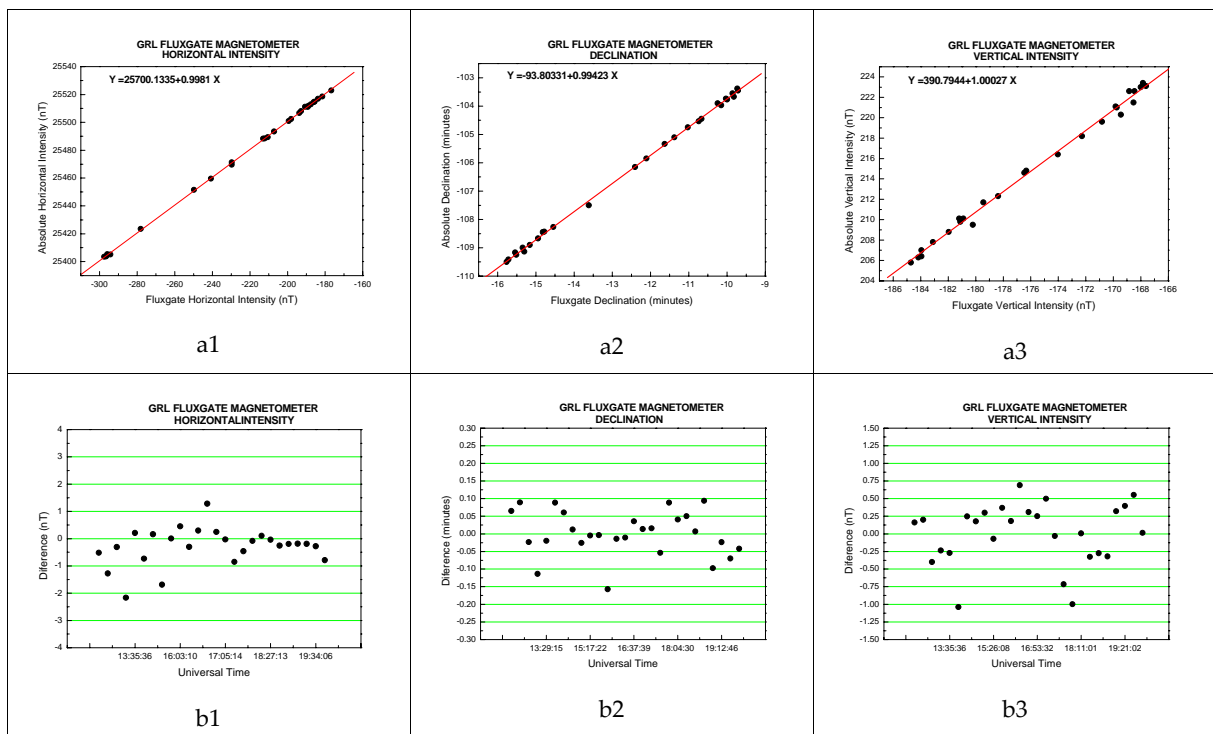 GRL FLUXGATE MAGNETOMETER
HORIZONTAL INTENSITY
Y =25700.1335+0.9981 X
Absolute Horizontal Intensity (nT)
25540
25520
25500
25480
25460
25440
25420
25400
-300 -280 -260 -240 -220 -200 -180 -160
Fluxgate Horizontal Intensity (nT)
a1
GRL FLUXGATE MAGNETOMETER
DECLINATION
Y=-93.80331+0.99423 X
Absolute Declination (minutes)
-103
-104
-105
-106
-107
-108
-109
-110
-16 -15 -14 -13 -12 -11 -10 -9
Fluxgate Declination (minutes)
a2
GRL FLUXGATE MAGNETOMETER
VERTICAL INTENSITY
Y=390.7944+1.00027 X
Absolute Vertical Intensity (nT)
224
222
220
218
216
214
212
210
208
206
204
-186 -184 -182 -180 -178 -176 -174 -172 -170 -168 -166
Fluxgate Vertical Intensity (nT)
a3
GRL FLUXGATE MAGNETOMETER
HORIZONTALINTENSITY
Diference (nT)
4
3
2
1
0
-1
-2
-3
-4
13:35:36 16:03:10 17:05:14 18:27:13 19:34:06
Universal Time
b1
GRL FLUXGATE MAGNETOMETER
DECLINATION
Diference (minutes)
0.30
0.25
0.20
0.15
0.10
0.05
0.00
-0.05
-0.10
-0.15
-0.20
-0.25
-0.30
13:29:15 15:17:22 16:37:39 18:04:30 19:12:46
Universal Time
b2
GRL FLUXGATE MAGNETOMETER
VERTICAL INTENSITY
Diference (nT)
1.50
1.25
1.00
0.75
0.50
0.25
0.00
-0.25
-0.50
-0.75
-1.00
-1.25
-1.50
13:35:36 15:26:08 16:53:32 18:11:01 19:21:02
Universal Time
b3